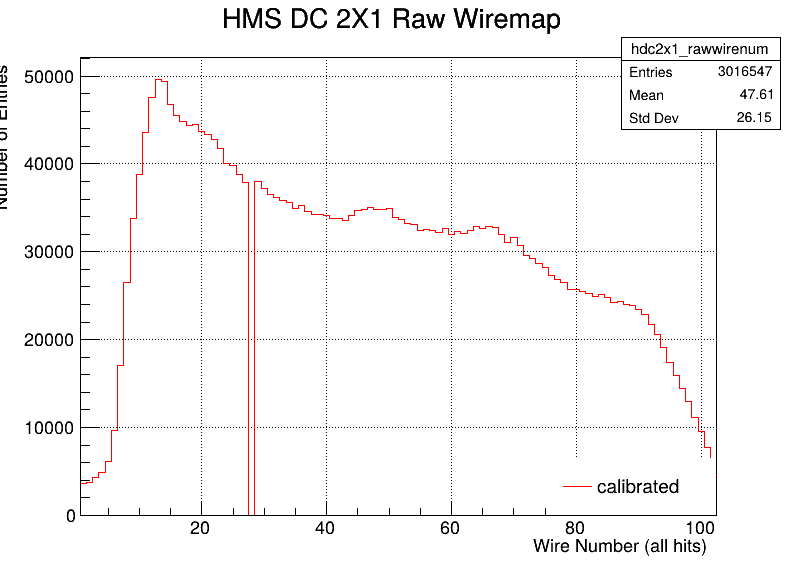 HMS DC 2X1 Raw Wiremap
hdc2x1_rawwirenum
Entries 3016547
Mean 47.61
Std Dev 26.15
Number of Entries
50000
40000
30000
20000
10000
0
calibrated
20 40 60 80 100
Wire Number (all hits)